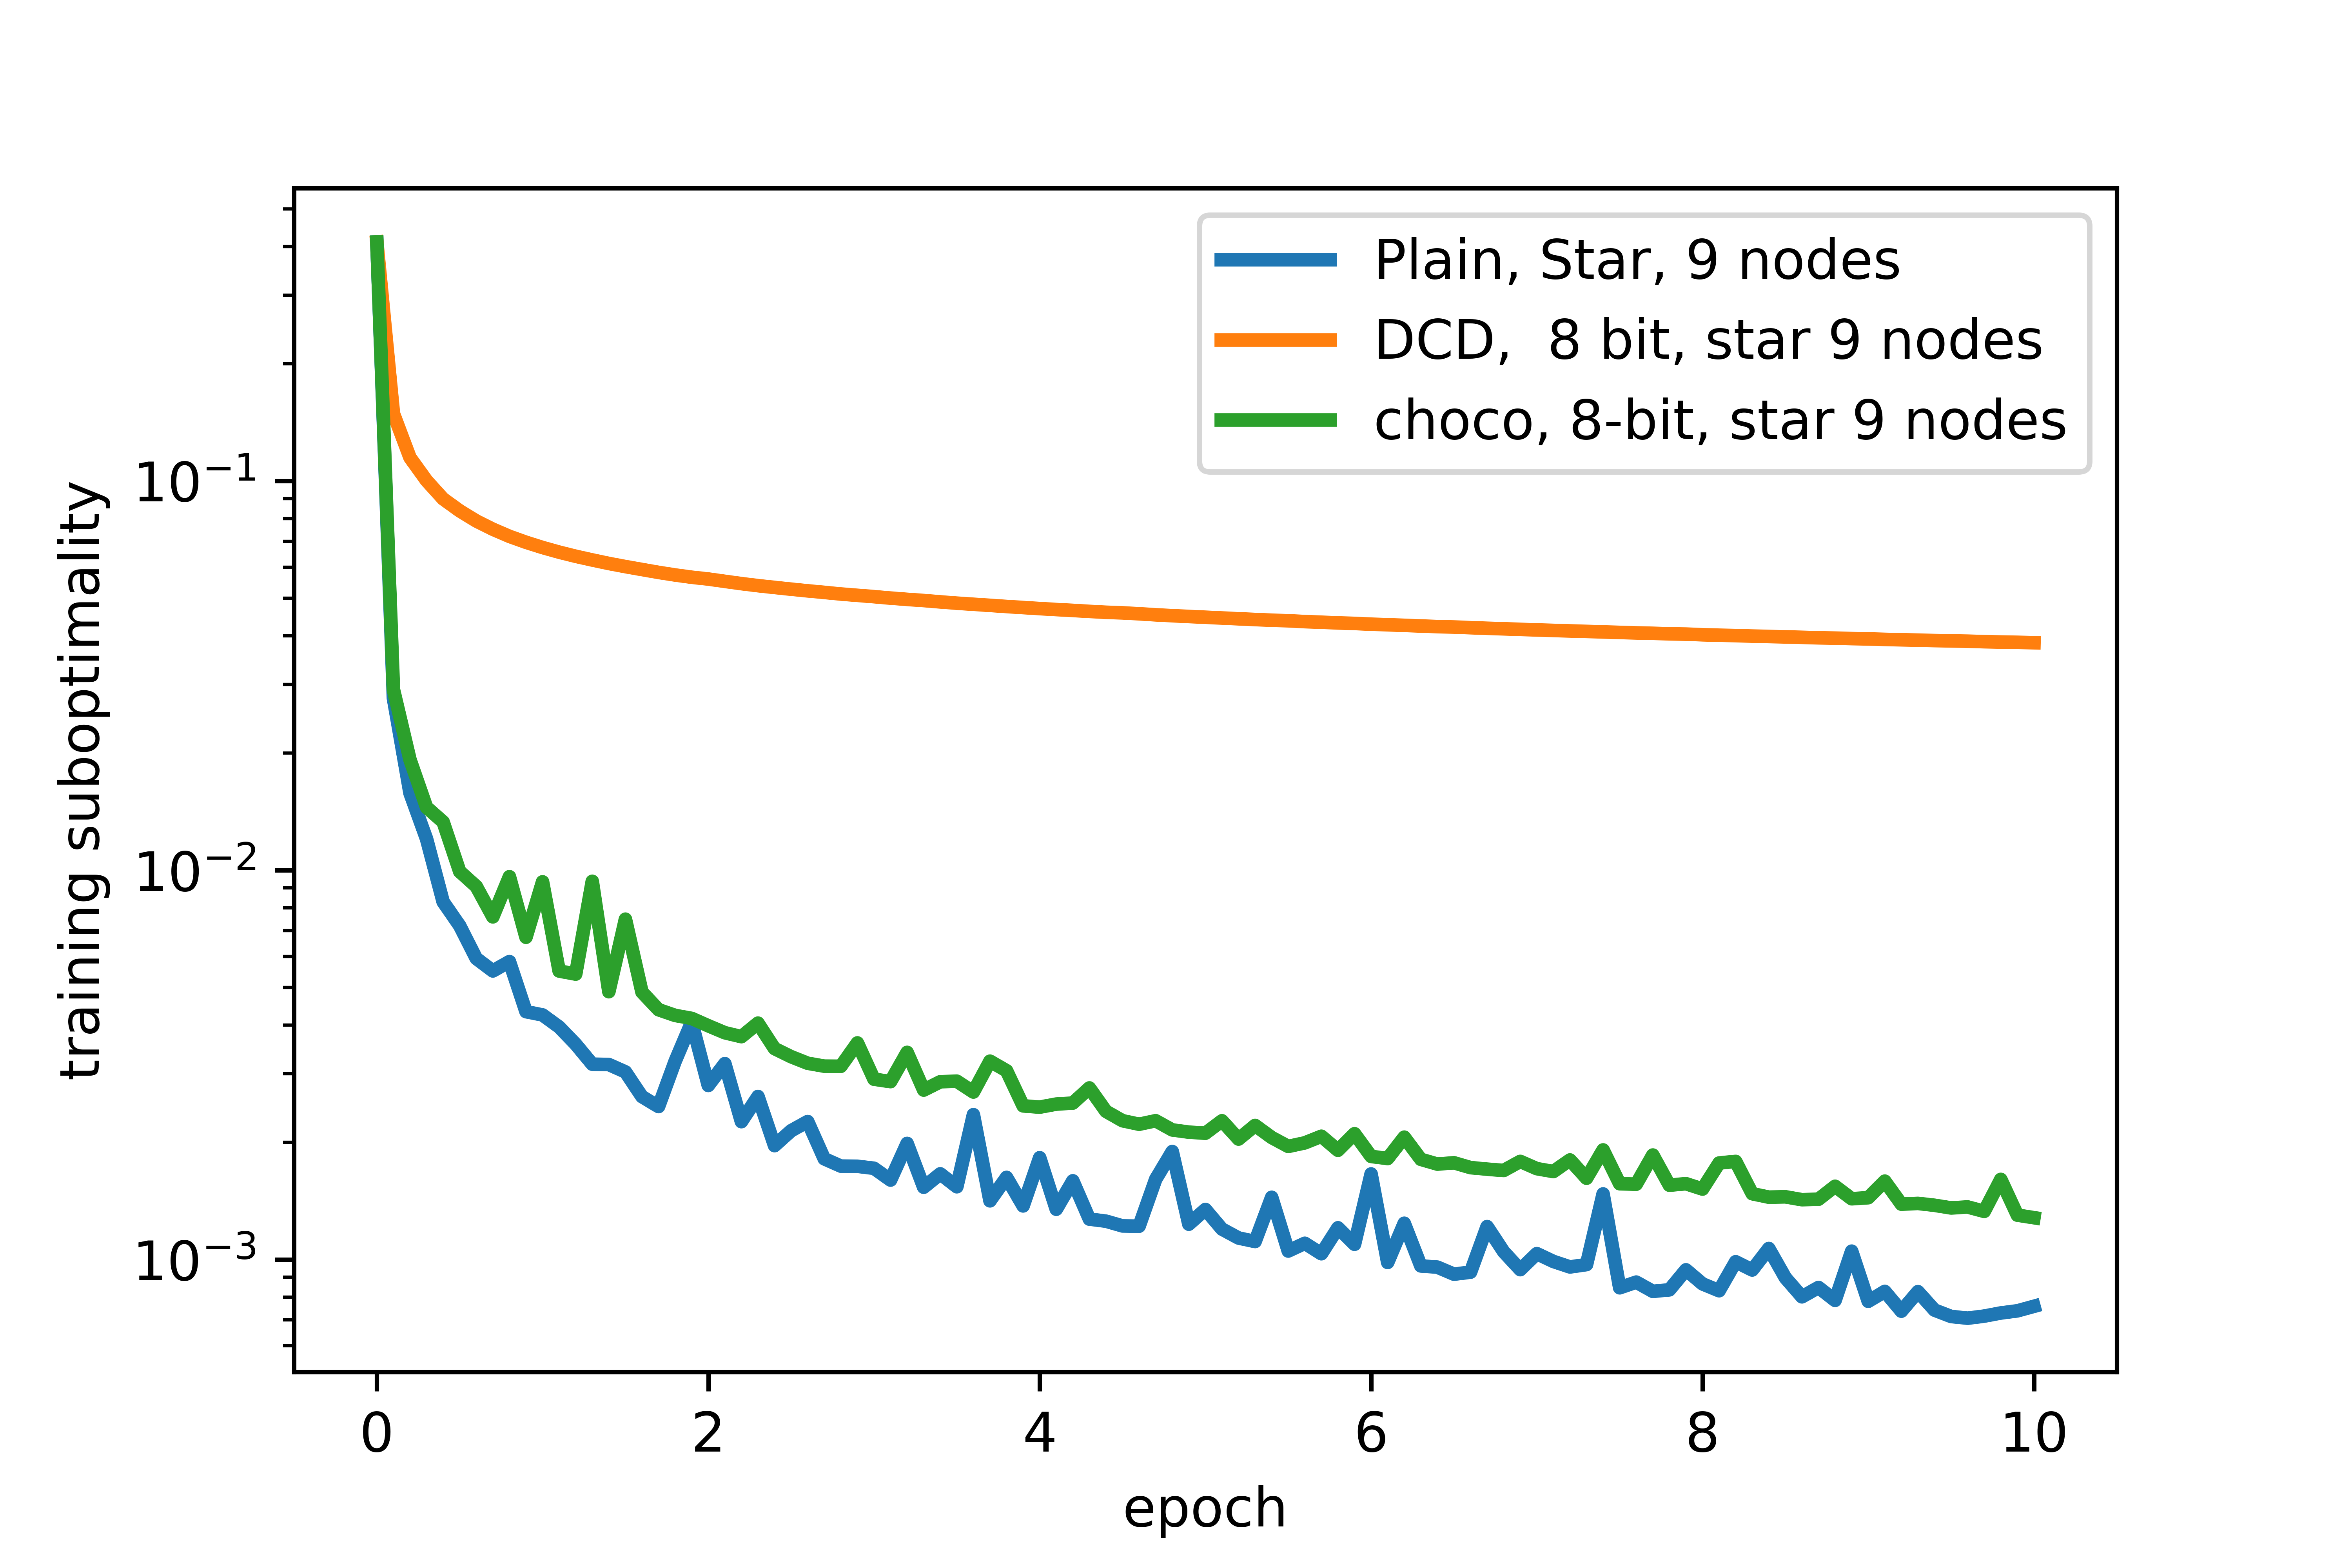 Plain, Star, 9 nodes
DCD,  8 bit, star 9 nodes
choco, 8-bit, star 9 nodes
training suboptimality
10⁻¹
10⁻²
10⁻³
0 2 4 6 8 10
epoch